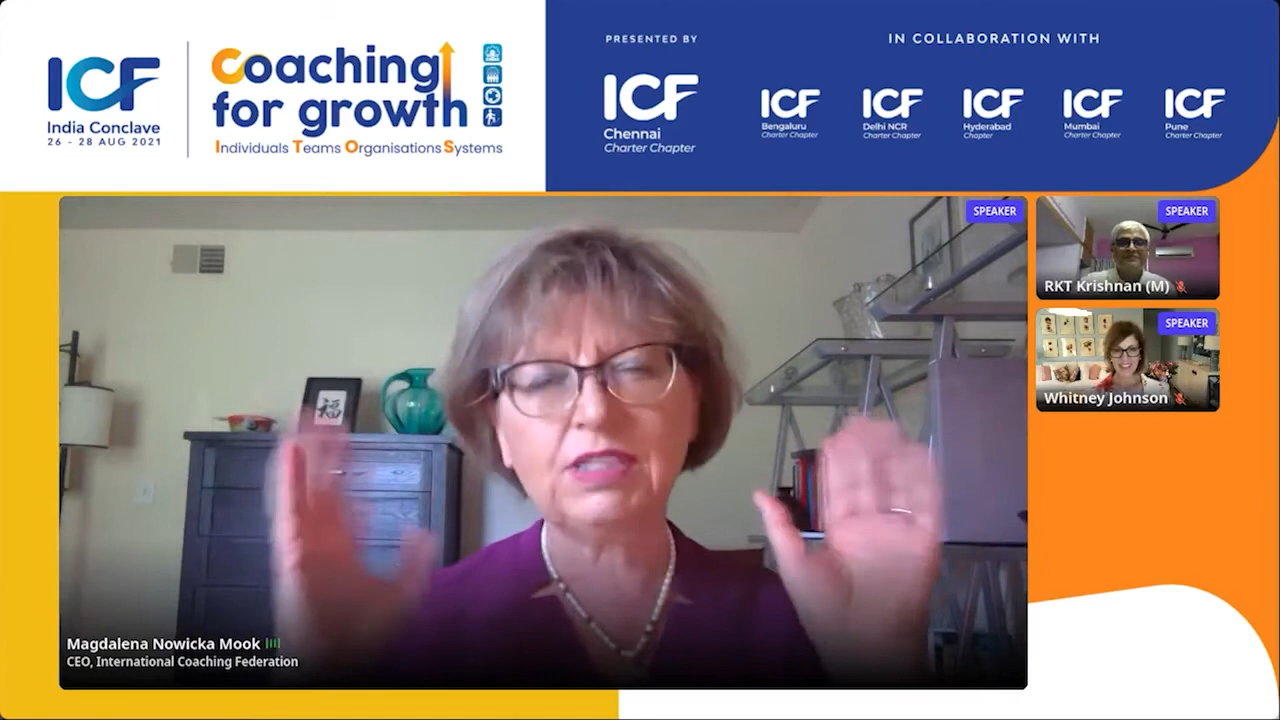 ICF
India Conclave
26 - 28 AUG 2021
Coaching
for growth
Individuals Teams Organisations Systems
PRESENTED BY
ICF
Chennai
Charter Chapter
IN COLLABORATION WITH
ICF
Bengaluru
Charter Chapter
ICF
Delhi NCR
Charter Chapter
ICF
Hyderabad
Chapter
ICF
Mumbai
Charter Chapter
ICF
Pune
Charter Chapter
SPEAKER
福
Magdalena Nowicka Mook
CEO, International Coaching Federation
SPEAKER
RKT Krishnan (M)
SPEAKER
Whitney Johnson